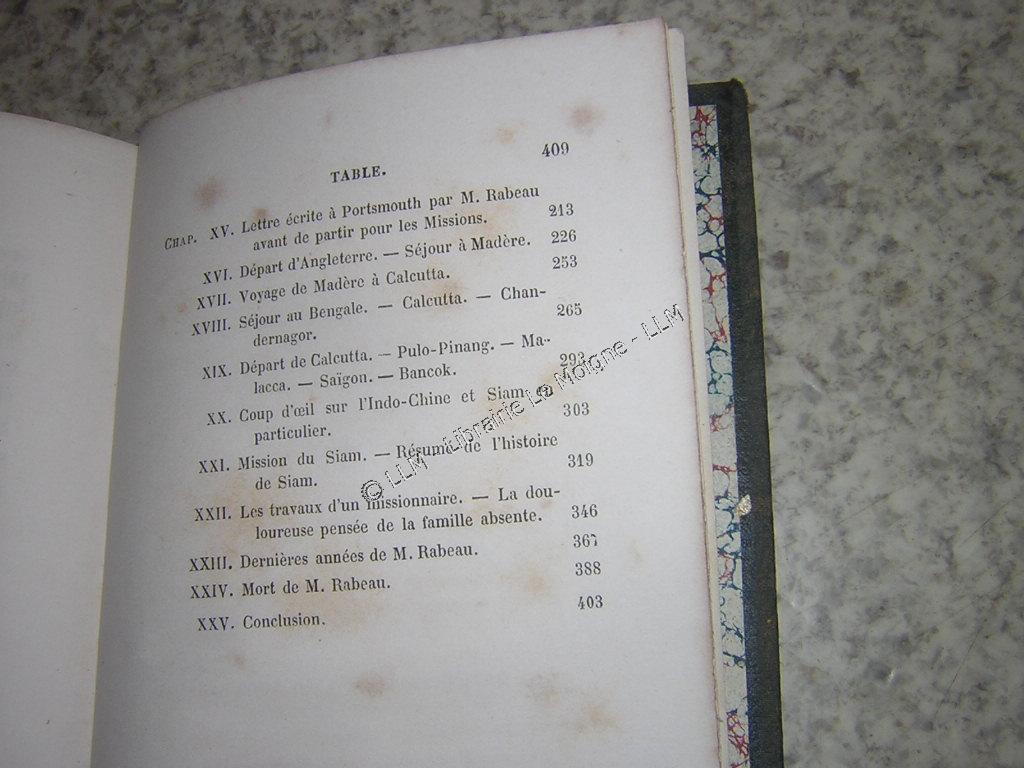 TABLE. 409
CHAP. XV. Lettre écrite à Portsmouth par M. Rabeau
avant de partir pour les Missions. 213
XVI. Départ d'Angleterre. — Séjour à Madère. 226
XVII. Voyage de Madère à Calcutta. 253
XVIII. Séjour au Bengale. — Calcutta. — Chan-
dernagor. 265
XIX. Départ de Calcutta. — Pulo-Pinang. — Ma-
lacca. — Saïgon. — Bancok. 293
XX. Coup d'œil sur l'Indo-Chine et Siam en
particulier. 303
XXI. Mission du Siam. — Résumé de l'histoire
de Siam. 319
XXII. Les travaux d'un missionnaire. — La dou-
loureuse pensée de la famille absente. 346
XXIII. Dernières années de M. Rabeau. 367
XXIV. Mort de M. Rabeau. 388
XXV. Conclusion. 403
© LLM - Librairie Le Moigne - LLM